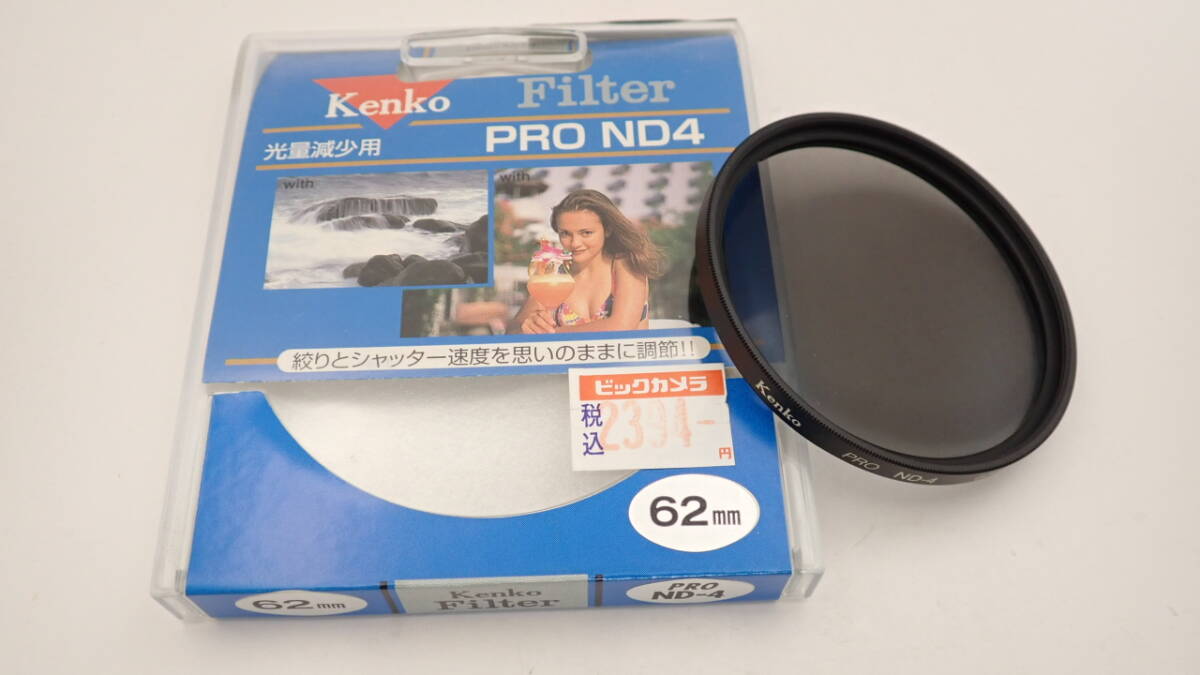 Kenko
Filter
光量減少用
PRO ND4
with
with
絞りとシャッター速度を思いのままに調節!!
ビックカメラ
税込
2394-
円
62mm
62mm
Kenko
Filter
PRO
ND-4
Kenko
PRO ND4